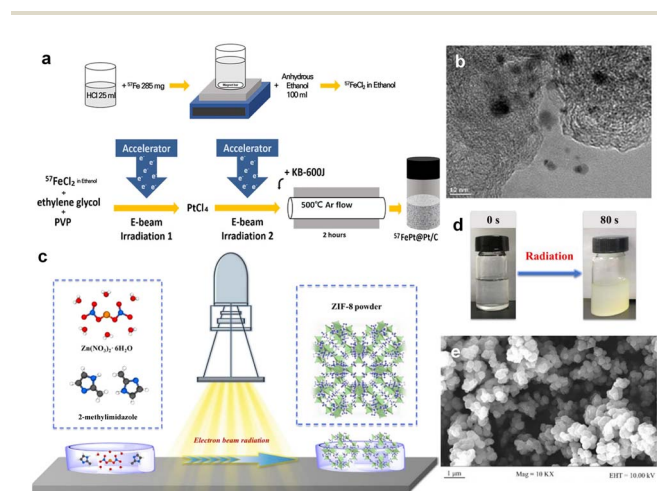 a
HCl 25 ml
+ ⁵⁷Fe 285 mg
+
Anhydrous
Ethanol
100 ml
⁵⁷FeCl₂ in Ethanol
Accelerator
e⁻ e⁻ e⁻ e⁻ e⁻
Accelerator
e⁻ e⁻ e⁻ e⁻ e⁻
⁵⁷FeCl₂ in Ethanol
+
ethylene glycol
+
PVP
E-beam
Irradiation 1
PtCl₄
E-beam
Irradiation 2
+ KB-600J
500℃ Ar flow
2 hours
⁵⁷FePt@Pt/C
b
c
Zn(NO₃)₂· 6H₂O
2-methylimidazole
Electron beam radiation
ZIF-8 powder
d
0 s
Radiation
80 s
e
1 μm
Mag = 10 KX
EHT = 10.00 kV